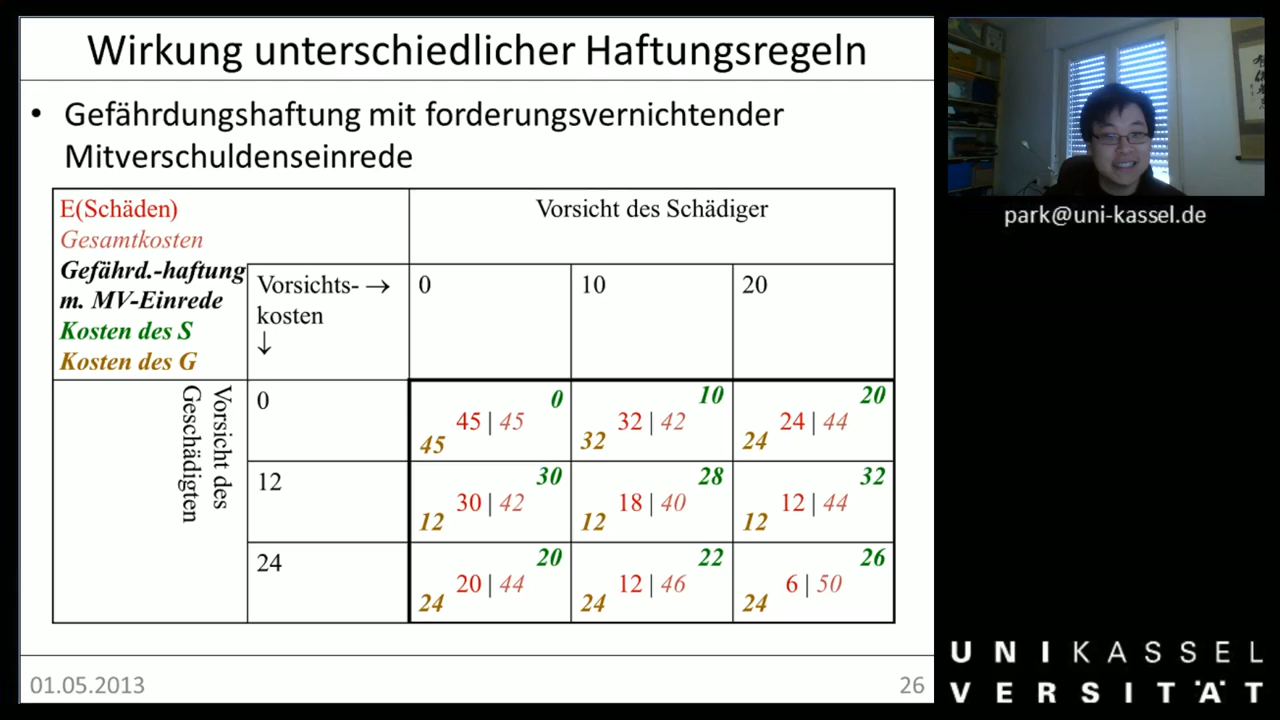 Wirkung unterschiedlicher Haftungsregeln
• Gefährdungshaftung mit forderungsvernichtender
Mitverschuldenseinrede
E(Schäden)
Gesamtkosten
Gefährd.-haftung
m. MV-Einrede
Kosten des S
Kosten des G
Vorsicht des Schädiger
Vorsichts- →
kosten
↓
0
10
20
Vorsicht des
Geschädigten
0
0
45 | 45
45
10
32 | 42
32
20
24 | 44
24
12
30
30 | 42
12
28
18 | 40
12
32
12 | 44
12
24
20
20 | 44
24
22
12 | 46
24
26
6 | 50
24
01.05.2013
26
park@uni-kassel.de
UNIKASSEL
VERSITÄT